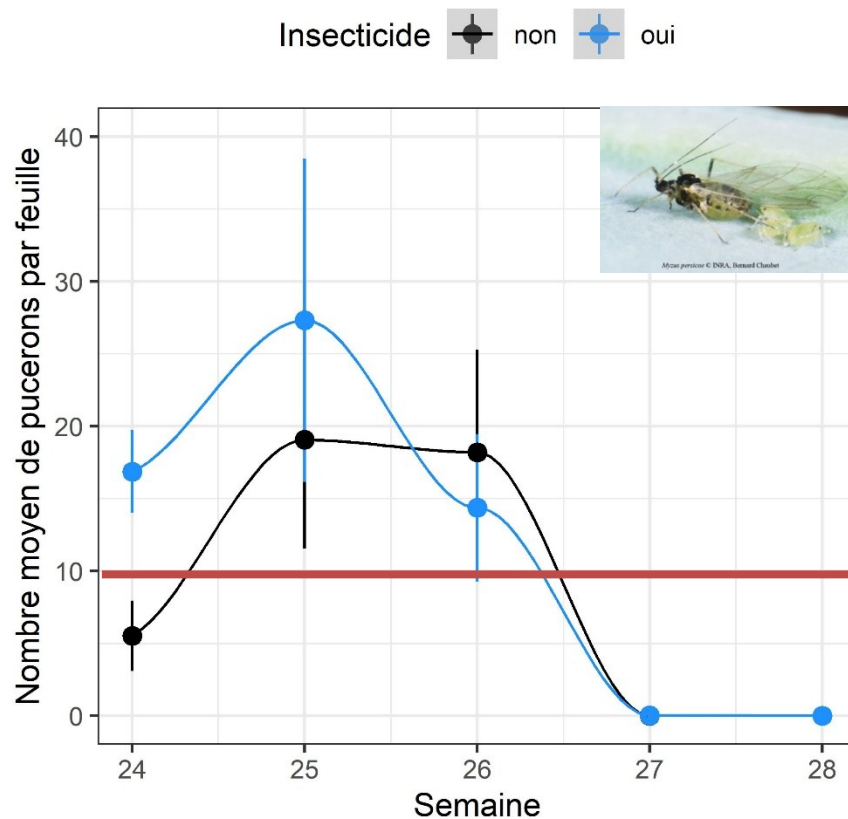 Insecticide non oui
Nombre moyen de pucerons par feuille
40
30
20
10
0
Myzus persicae © INRA, Bernard Chaubet
24 25 26 27 28
Semaine